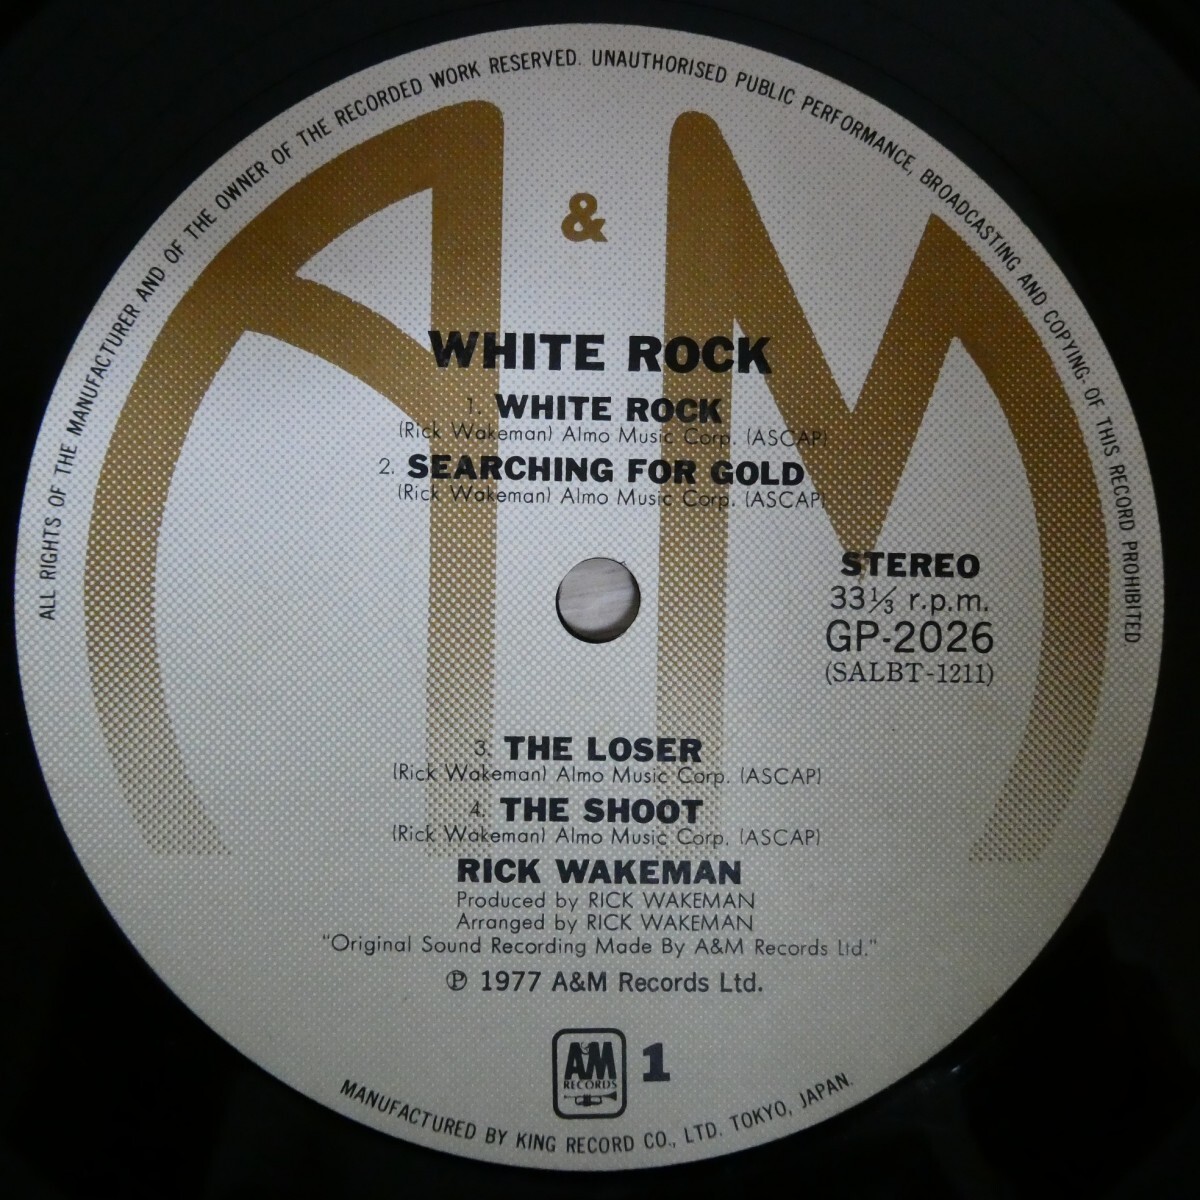 ALL RIGHTS OF THE MANUFACTURER AND OF THE OWNER OF THE RECORDED WORK RESERVED. UNAUTHORISED PUBLIC PERFORMANCE, BROADCASTING AND COPYING OF THIS RECORD PROHIBITED
A & M
WHITE ROCK
1. WHITE ROCK
(Rick Wakeman) Almo Music Corp. (ASCAP)
2. SEARCHING FOR GOLD
(Rick Wakeman) Almo Music Corp. (ASCAP)
STEREO
33⅓ r.p.m.
GP-2026
(SALBT-1211)
3. THE LOSER
(Rick Wakeman) Almo Music Corp. (ASCAP)
4. THE SHOOT
(Rick Wakeman) Almo Music Corp. (ASCAP)
RICK WAKEMAN
Produced by RICK WAKEMAN
Arranged by RICK WAKEMAN
"Original Sound Recording Made By A&M Records Ltd."
℗ 1977 A&M Records Ltd.
A&M 1
RECORDS
MANUFACTURED BY KING RECORD CO., LTD. TOKYO, JAPAN.